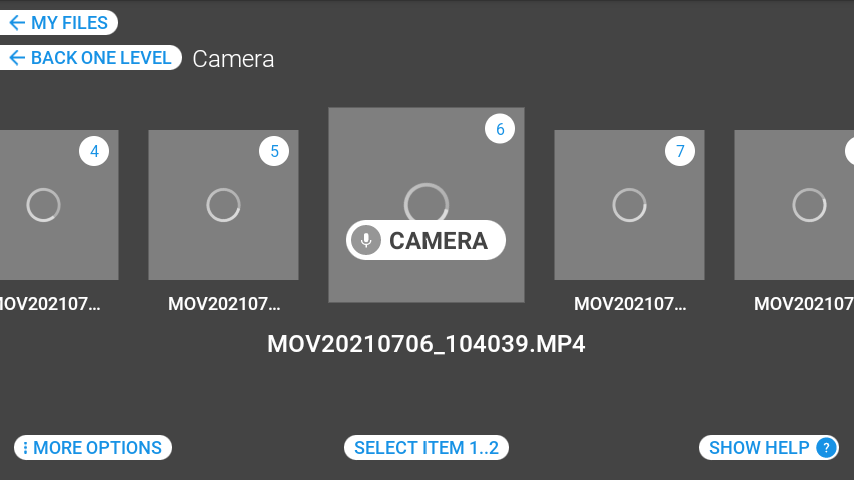 MY FILES
BACK ONE LEVEL Camera
4 5 6 7
CAMERA
MOV202107... MOV202107... MOV202107... MOV202107
MOV20210706_104039.MP4
MORE OPTIONS SELECT ITEM 1..2 SHOW HELP ?